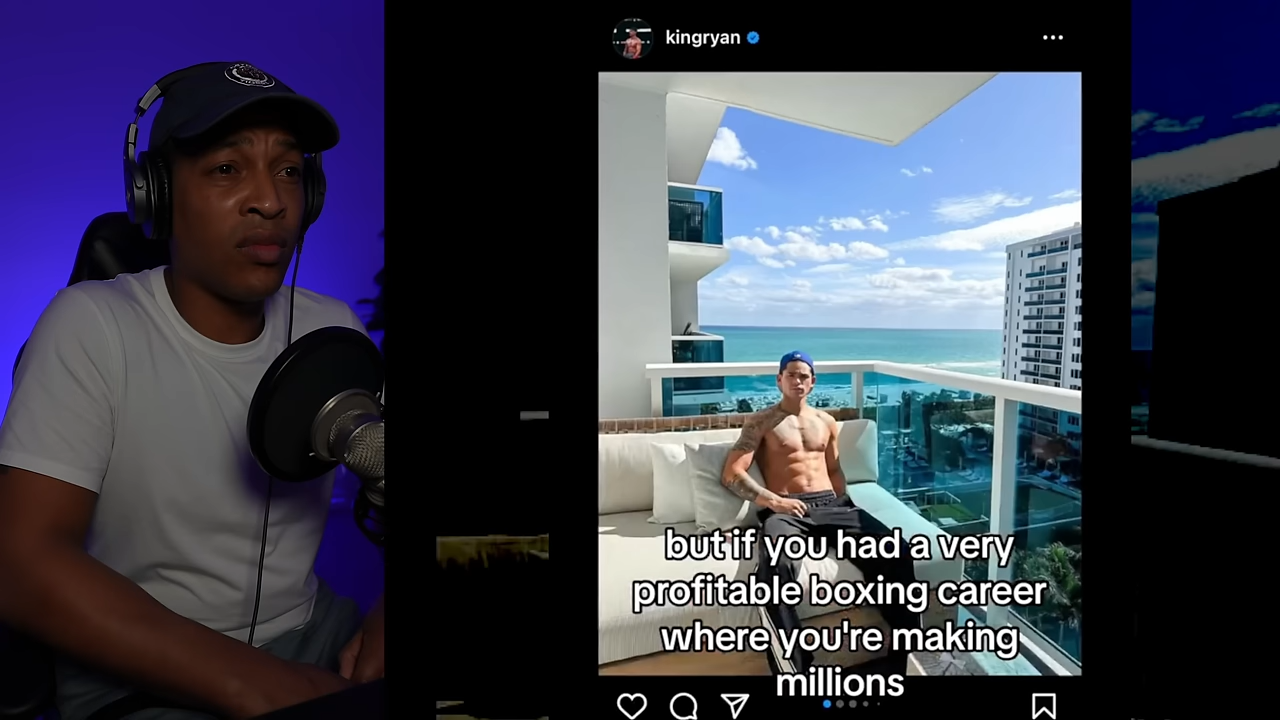 kingryan
but if you had a very
profitable boxing career
where you're making
millions